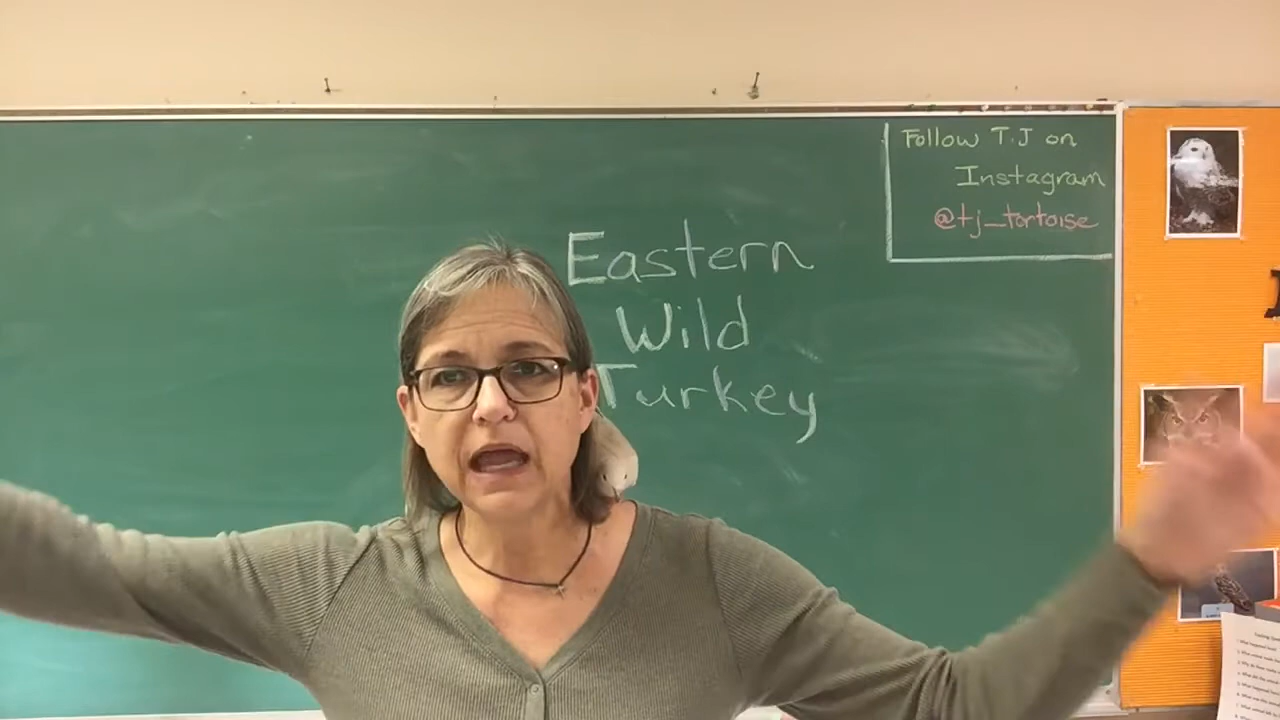 Follow T.J on
Instagram
@tj_tortoise
Eastern
Wild
Turkey